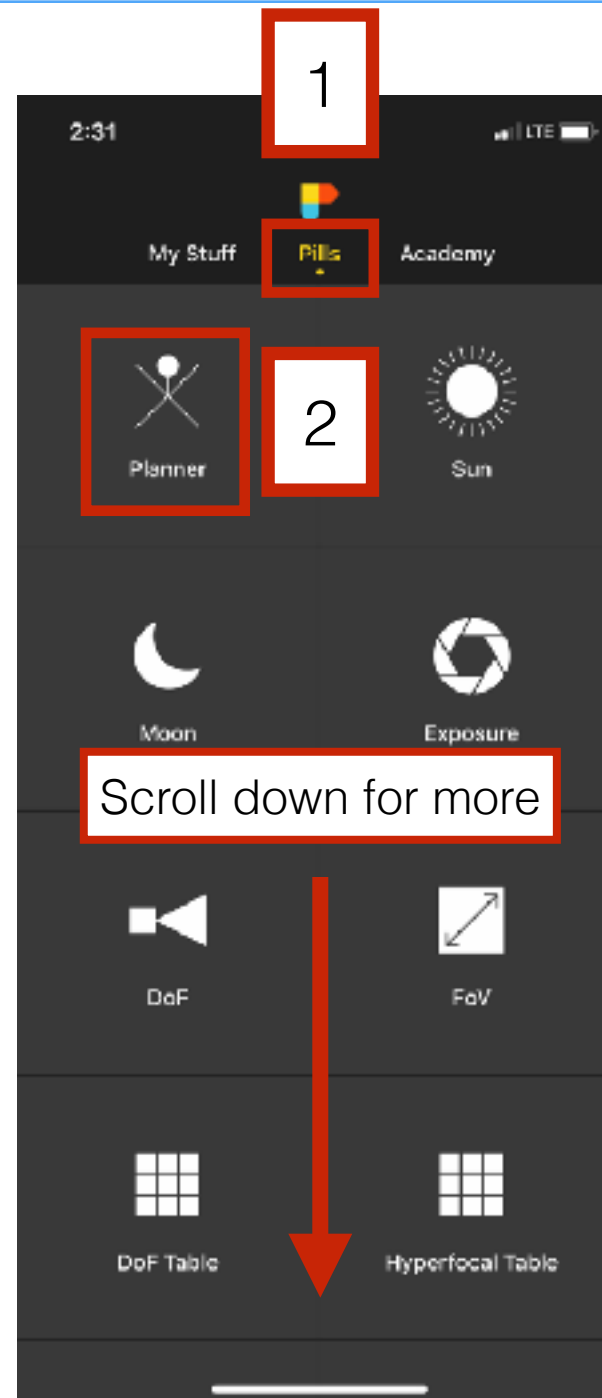 1
2:31
LTE
My Stuff Pills Academy
2
Planner Sun
Moon Exposure
Scroll down for more
DoF FoV
DoF Table Hyperfocal Table